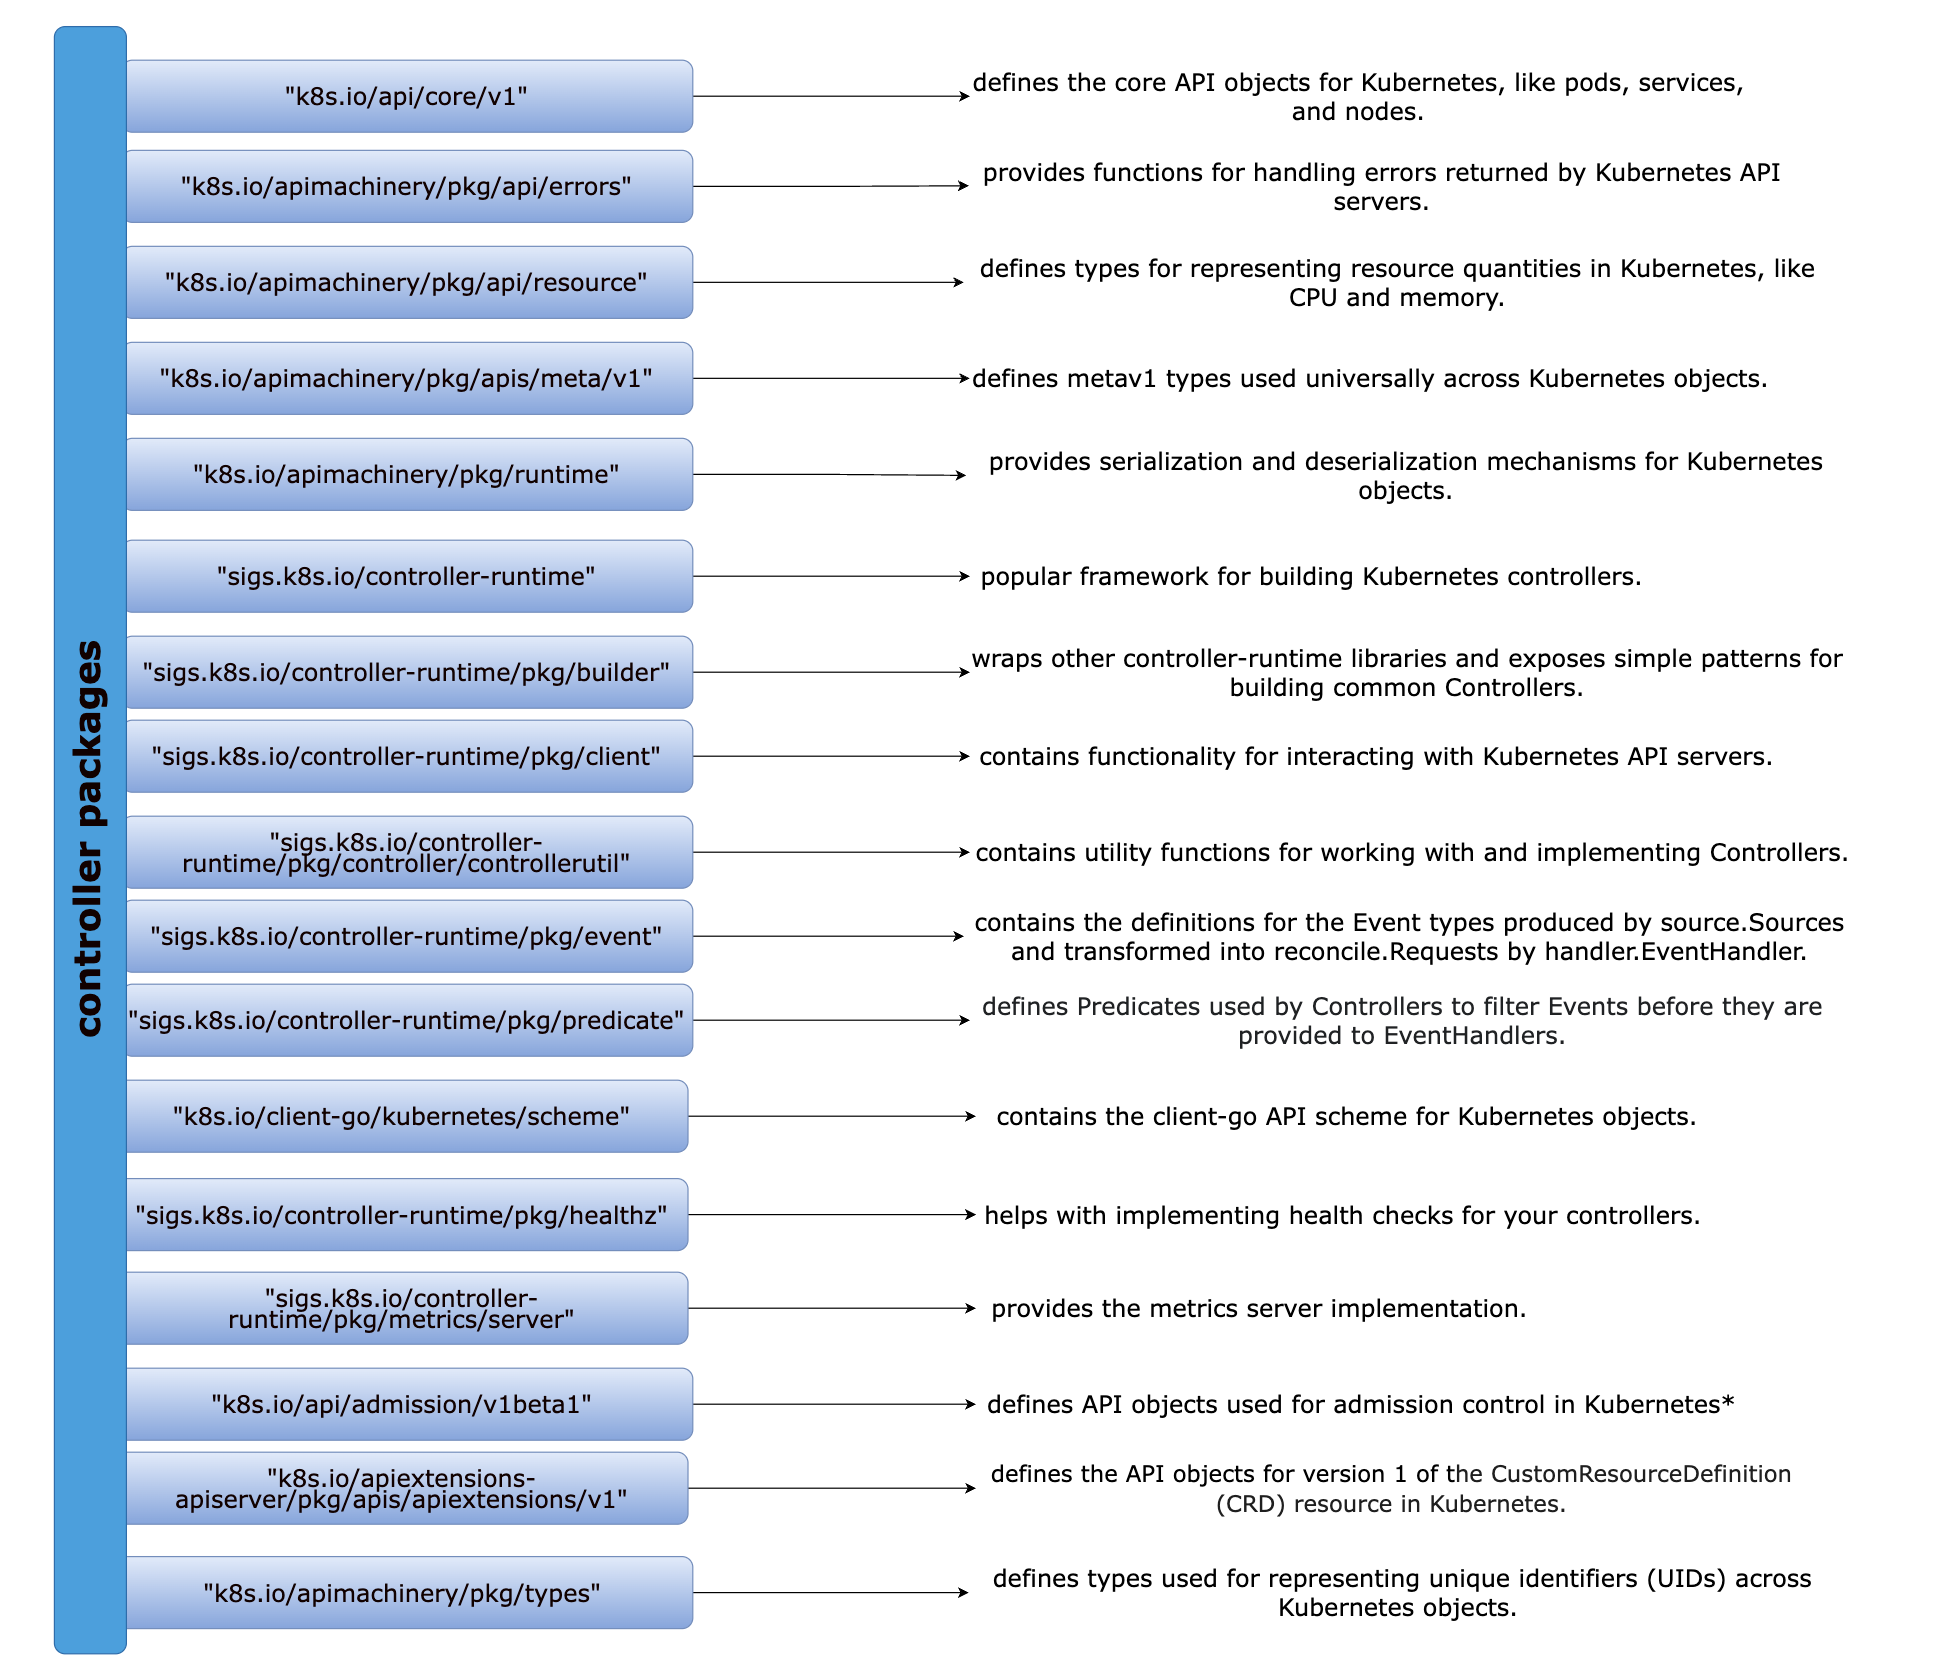 controller packages
"k8s.io/api/core/v1"
defines the core API objects for Kubernetes, like pods, services,
and nodes.
"k8s.io/apimachinery/pkg/api/errors"
provides functions for handling errors returned by Kubernetes API
servers.
"k8s.io/apimachinery/pkg/api/resource"
defines types for representing resource quantities in Kubernetes, like
CPU and memory.
"k8s.io/apimachinery/pkg/apis/meta/v1"
defines metav1 types used universally across Kubernetes objects.
"k8s.io/apimachinery/pkg/runtime"
provides serialization and deserialization mechanisms for Kubernetes
objects.
"sigs.k8s.io/controller-runtime"
popular framework for building Kubernetes controllers.
"sigs.k8s.io/controller-runtime/pkg/builder"
wraps other controller-runtime libraries and exposes simple patterns for
building common Controllers.
"sigs.k8s.io/controller-runtime/pkg/client"
contains functionality for interacting with Kubernetes API servers.
"sigs.k8s.io/controller-
runtime/pkg/controller/controllerutil"
contains utility functions for working with and implementing Controllers.
"sigs.k8s.io/controller-runtime/pkg/event"
contains the definitions for the Event types produced by source.Sources
and transformed into reconcile.Requests by handler.EventHandler.
"sigs.k8s.io/controller-runtime/pkg/predicate"
defines Predicates used by Controllers to filter Events before they are
provided to EventHandlers.
"k8s.io/client-go/kubernetes/scheme"
contains the client-go API scheme for Kubernetes objects.
"sigs.k8s.io/controller-runtime/pkg/healthz"
helps with implementing health checks for your controllers.
"sigs.k8s.io/controller-
runtime/pkg/metrics/server"
provides the metrics server implementation.
"k8s.io/api/admission/v1beta1"
defines API objects used for admission control in Kubernetes*
"k8s.io/apiextensions-
apiserver/pkg/apis/apiextensions/v1"
defines the API objects for version 1 of the CustomResourceDefinition
(CRD) resource in Kubernetes.
"k8s.io/apimachinery/pkg/types"
defines types used for representing unique identifiers (UIDs) across
Kubernetes objects.